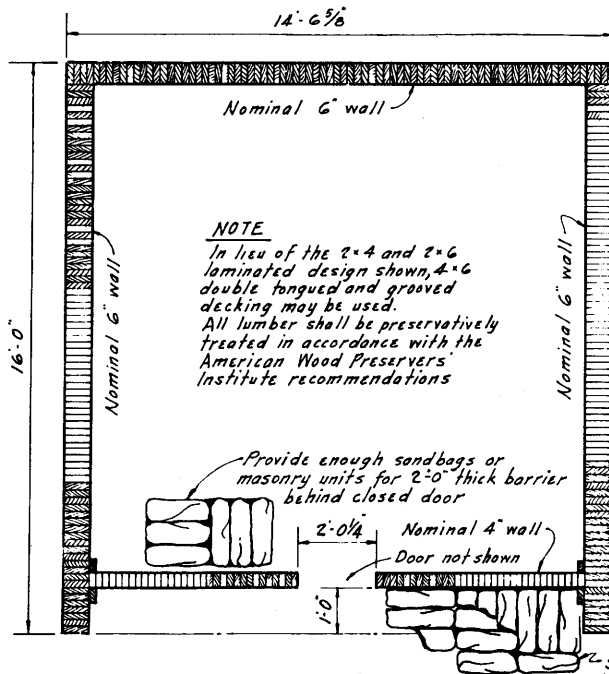 14'-6 5/8"
Nominal 6" wall
16'-0"
Nominal 6" wall
Nominal 6" wall
NOTE
In lieu of the 2×4 and 2×6
laminated design shown, 4×6
double tongued and grooved
decking may be used.
All lumber shall be preservatively
treated in accordance with the
American Wood Preservers'
Institute recommendations
Provide enough sandbags or
masonry units for 2'-0" thick barrier
behind closed door
2'-0 1/4"
Nominal 4" wall
Door not shown
1'-0"